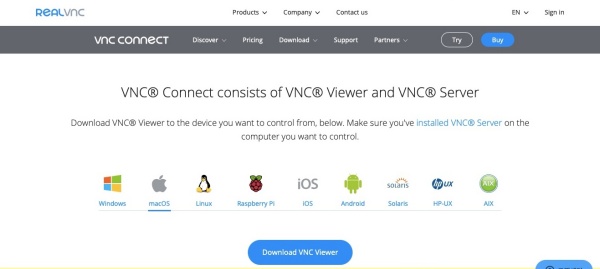 REALVNC Products Company Contact us EN Sign in
VNC CONNECT Discover Pricing Download Support Partners Try Buy
VNC® Connect consists of VNC® Viewer and VNC® Server
Download VNC® Viewer to the device you want to control from, below. Make sure you've installed VNC® Server on the
computer you want to control.
iOS solaris hp UX AIX
Windows macOS Linux Raspberry Pi iOS Android Solaris HP-UX AIX
Download VNC Viewer